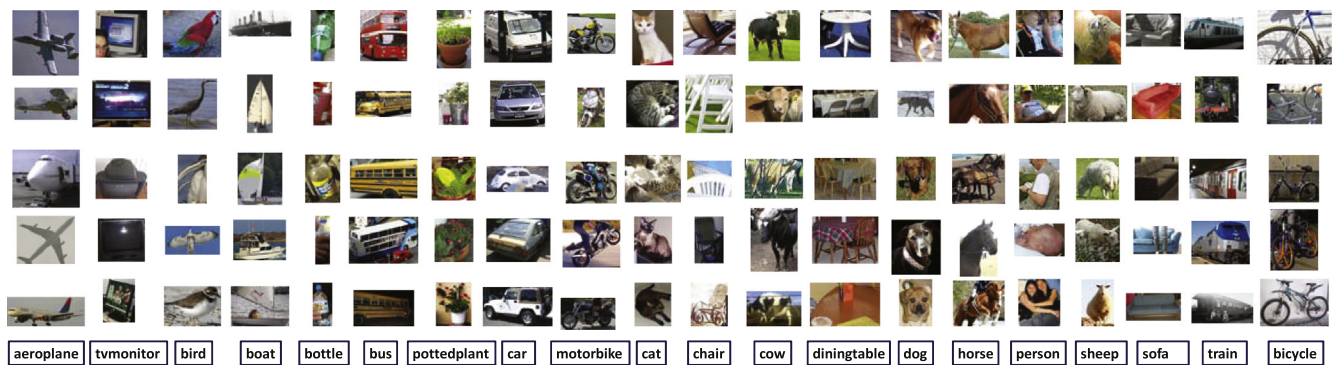 aeroplane tvmonitor bird boat bottle bus pottedplant car motorbike cat chair cow diningtable dog horse person sheep sofa train bicycle